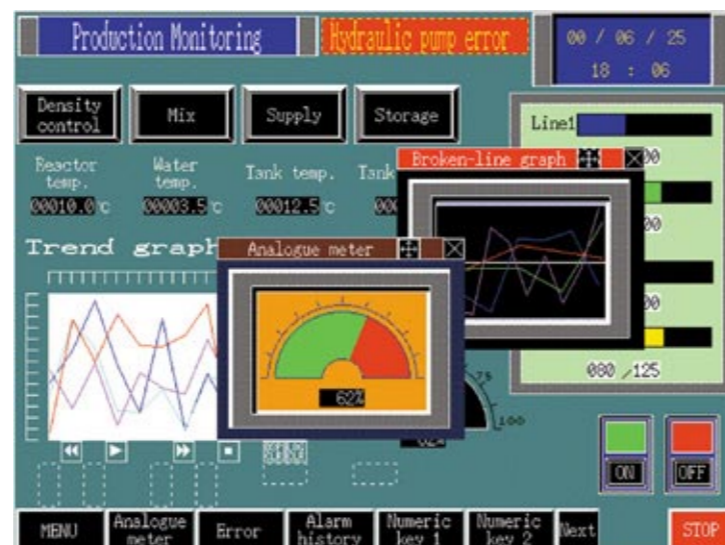 Production Monitoring
Hydraulic pump error
00 / 06 / 25
18 : 06
Density
control
Mix
Supply
Storage
Line1
Reactor
temp.
Water
temp.
Tank temp.
Tank
00010.0 ℃
00003.5 ℃
00012.5 ℃
Broken-line graph
Trend graph
Analogue meter
62%
75
100
080 /125
ON
OFF
MENU
Analogue
meter
Error
Alarm
history
Numeric
key 1
Numeric
key 2
Next
STOP